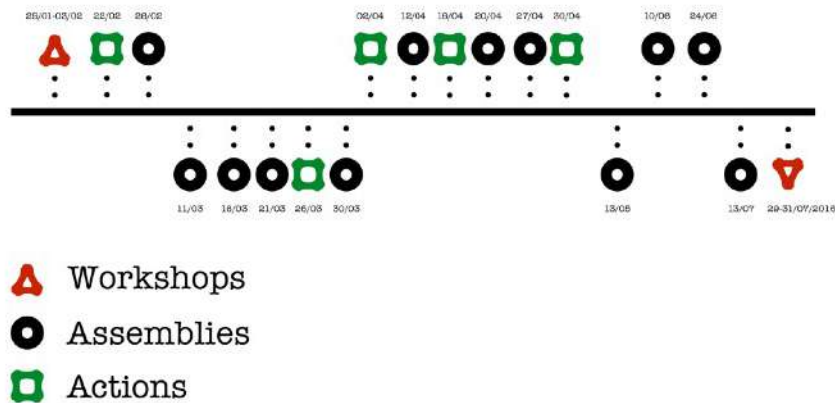 25/01-03/02 22/02 26/02 02/04 12/04 16/04 20/04 27/04 30/04 10/06 24/06
11/03 16/03 21/03 26/03 30/03 13/05 13/07 29-31/07/2016
Workshops
Assemblies
Actions